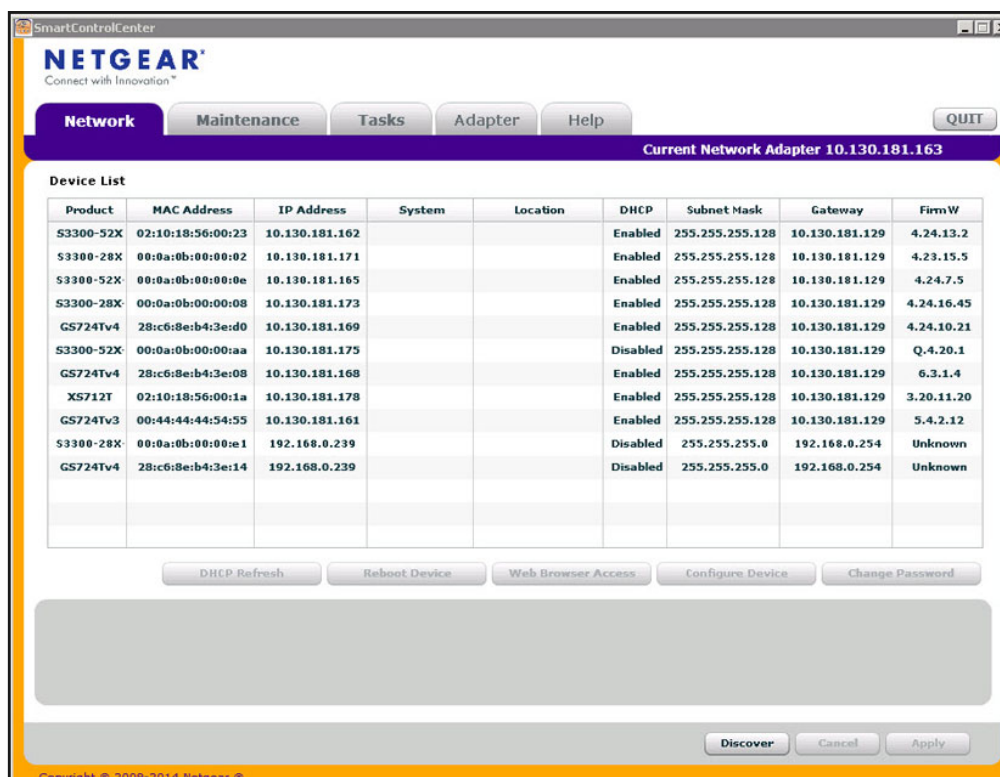 SmartControlCenter
NETGEAR®
Connect with Innovation™
Network Maintenance Tasks Adapter Help QUIT
Current Network Adapter 10.130.181.163
Device List
Product MAC Address IP Address System Location DHCP Subnet Mask Gateway FirmW
S3300-52X 02:10:18:56:00:23 10.130.181.162 Enabled 255.255.255.128 10.130.181.129 4.24.13.2
S3300-28X 00:0a:0b:00:00:02 10.130.181.171 Enabled 255.255.255.128 10.130.181.129 4.23.15.5
S3300-52X- 00:0a:0b:00:00:0e 10.130.181.165 Enabled 255.255.255.128 10.130.181.129 4.24.7.5
S3300-28X- 00:0a:0b:00:00:08 10.130.181.173 Enabled 255.255.255.128 10.130.181.129 4.24.16.45
GS724Tv4 28:c6:8e:b4:3e:d0 10.130.181.169 Enabled 255.255.255.128 10.130.181.129 4.24.10.21
S3300-52X- 00:0a:0b:00:00:aa 10.130.181.175 Disabled 255.255.255.128 10.130.181.129 Q.4.20.1
GS724Tv4 28:c6:8e:b4:3e:08 10.130.181.168 Enabled 255.255.255.128 10.130.181.129 6.3.1.4
XS712T 02:10:18:56:00:1a 10.130.181.178 Enabled 255.255.255.128 10.130.181.129 3.20.11.20
GS724Tv3 00:44:44:44:54:55 10.130.181.161 Enabled 255.255.255.128 10.130.181.129 5.4.2.12
S3300-28X- 00:0a:0b:00:00:e1 192.168.0.239 Disabled 255.255.255.0 192.168.0.254 Unknown
GS724Tv4 28:c6:8e:b4:3e:14 192.168.0.239 Disabled 255.255.255.0 192.168.0.254 Unknown
DHCP Refresh Reboot Device Web Browser Access Configure Device Change Password
Discover Cancel Apply
Copyright © 2009-2014 Netgear ®